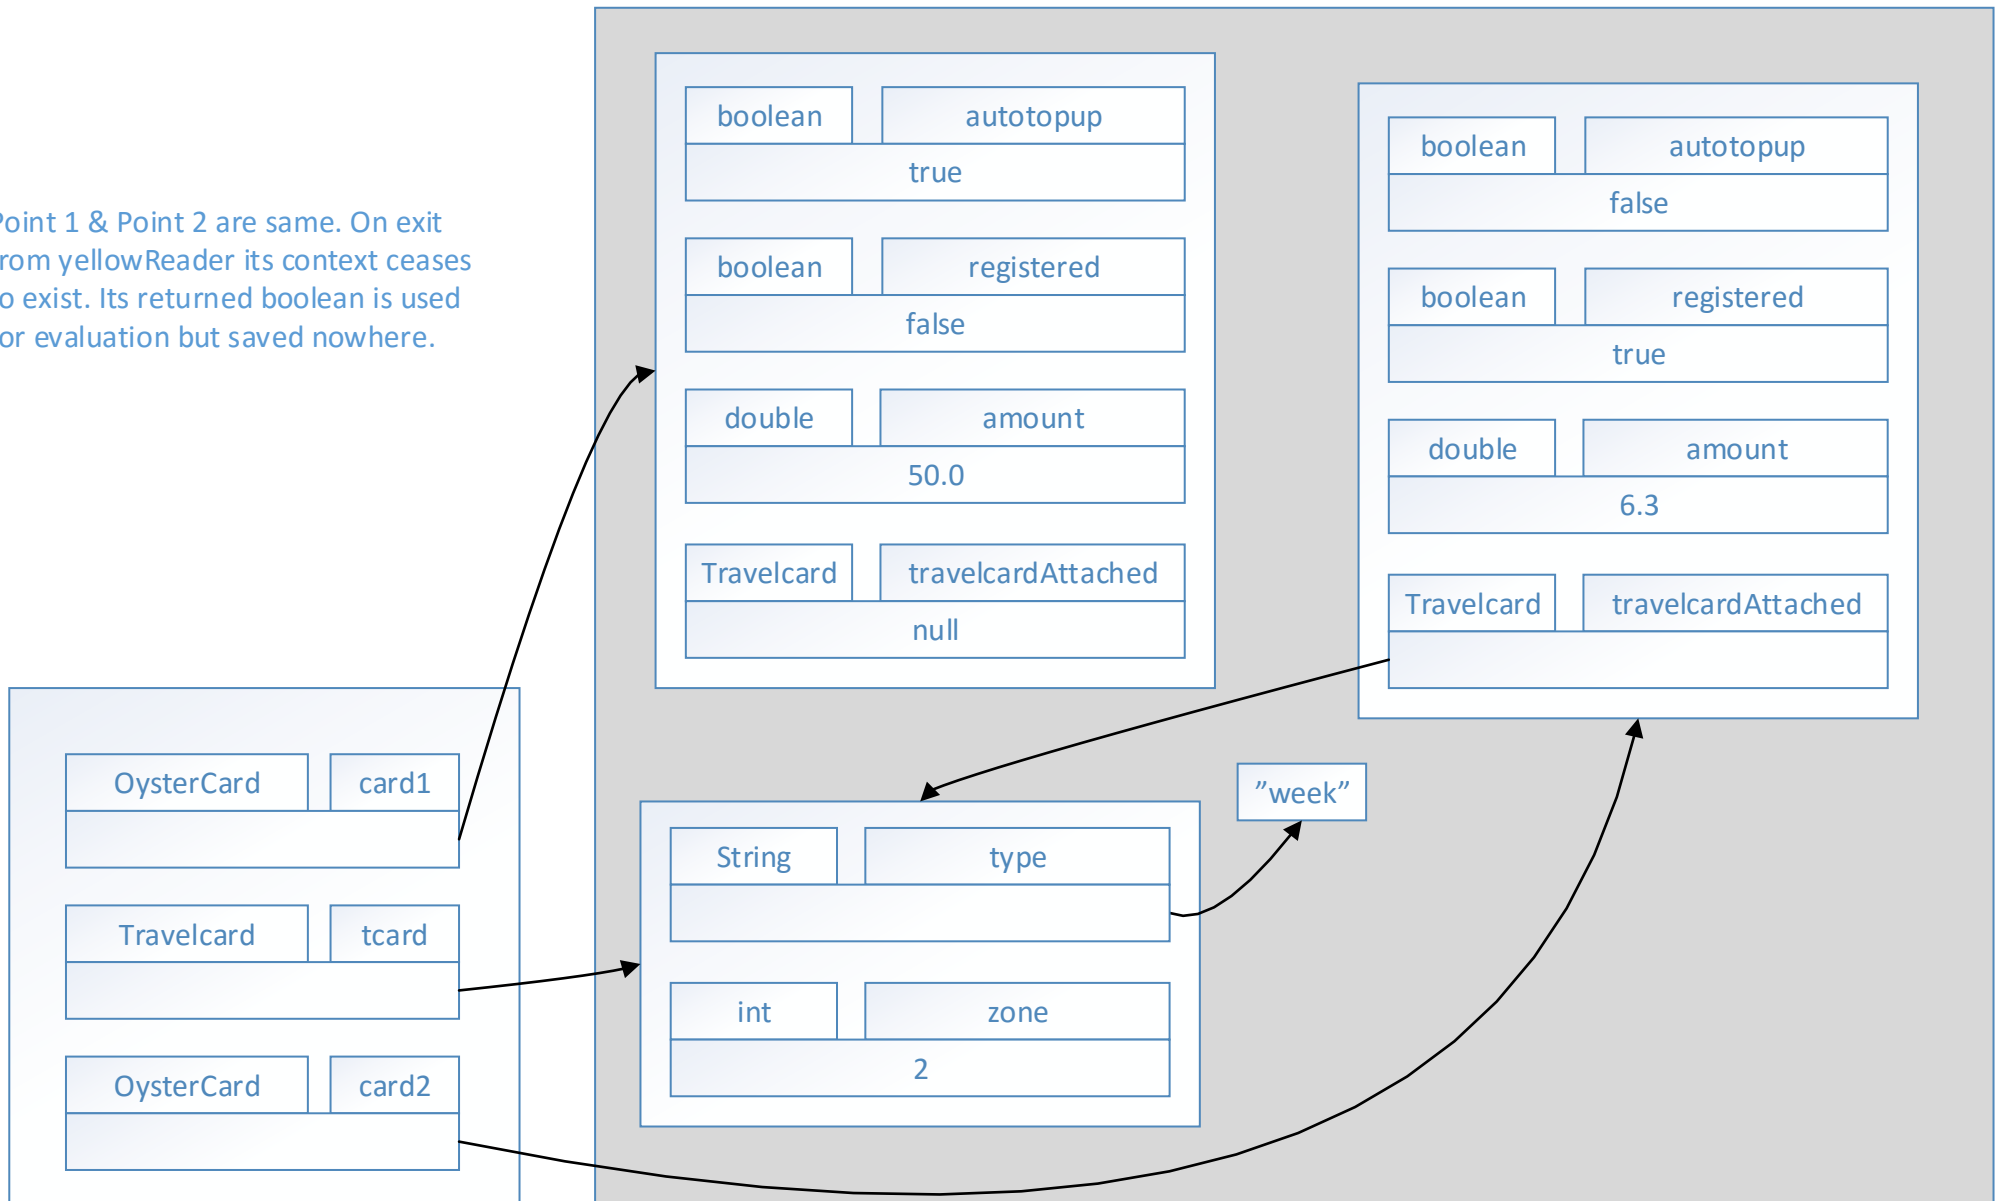 Point 1 & Point 2 are same. On exit
from yellowReader its context ceases
to exist. Its returned boolean is used
for evaluation but saved nowhere.
boolean autotopup
true
boolean registered
false
double amount
50.0
Travelcard travelcardAttached
null
boolean autotopup
false
boolean registered
true
double amount
6.3
Travelcard travelcardAttached
OysterCard card1
Travelcard tcard
OysterCard card2
String type
”week”
int zone
2